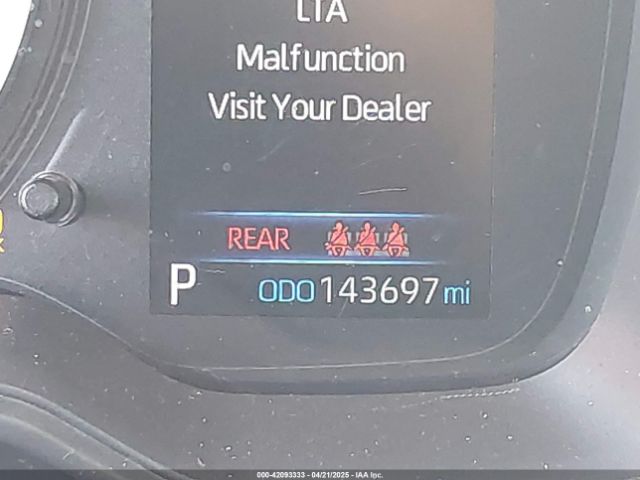 LTA
Malfunction
Visit Your Dealer
REAR
P ODO 143697 mi
000-42093333 - 04/21/2025 - IAA Inc.